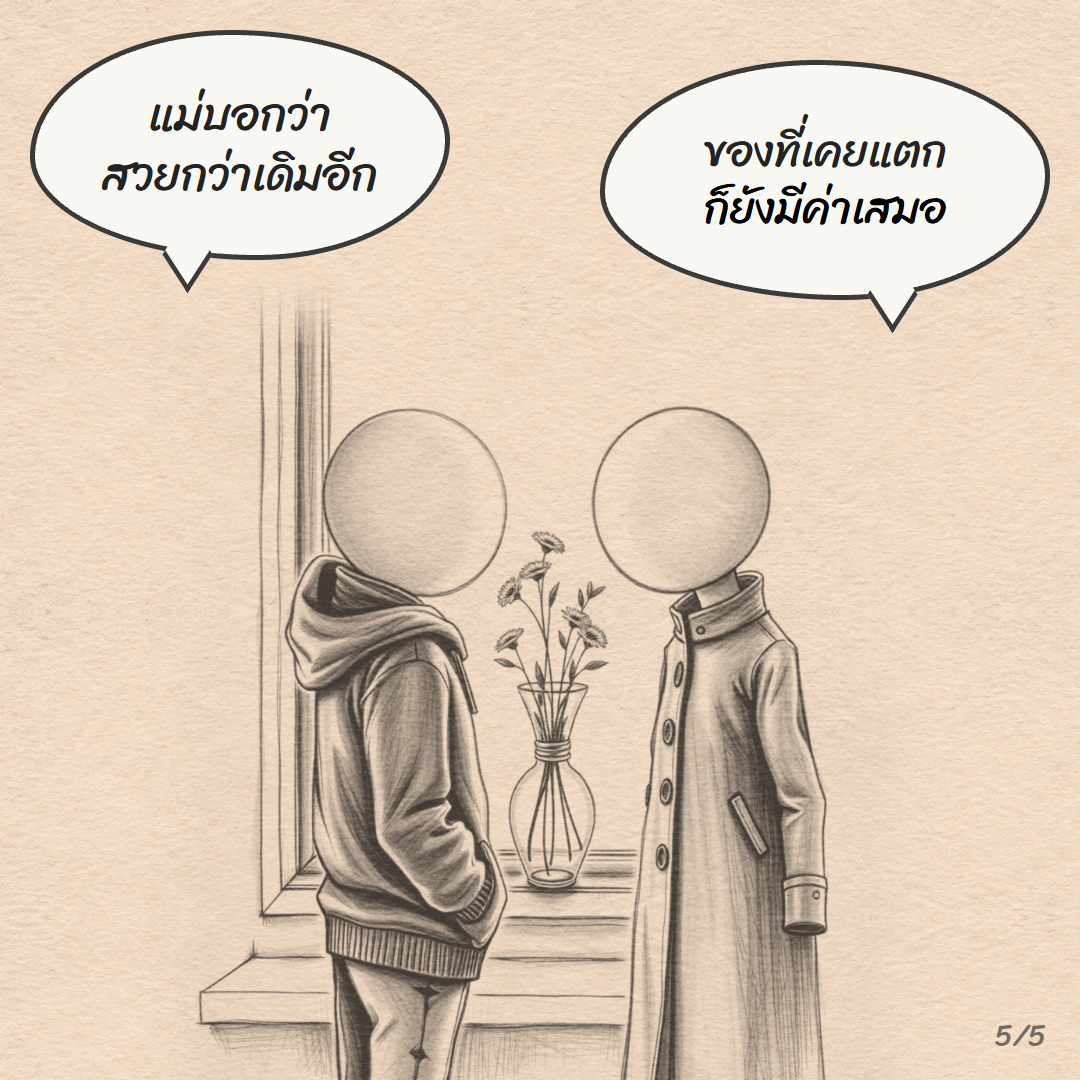 แม่บอกว่า
สวยกว่าเดิมอีก
ของที่เคยแตก
ก็ยังมีค่าเสมอ
5/5